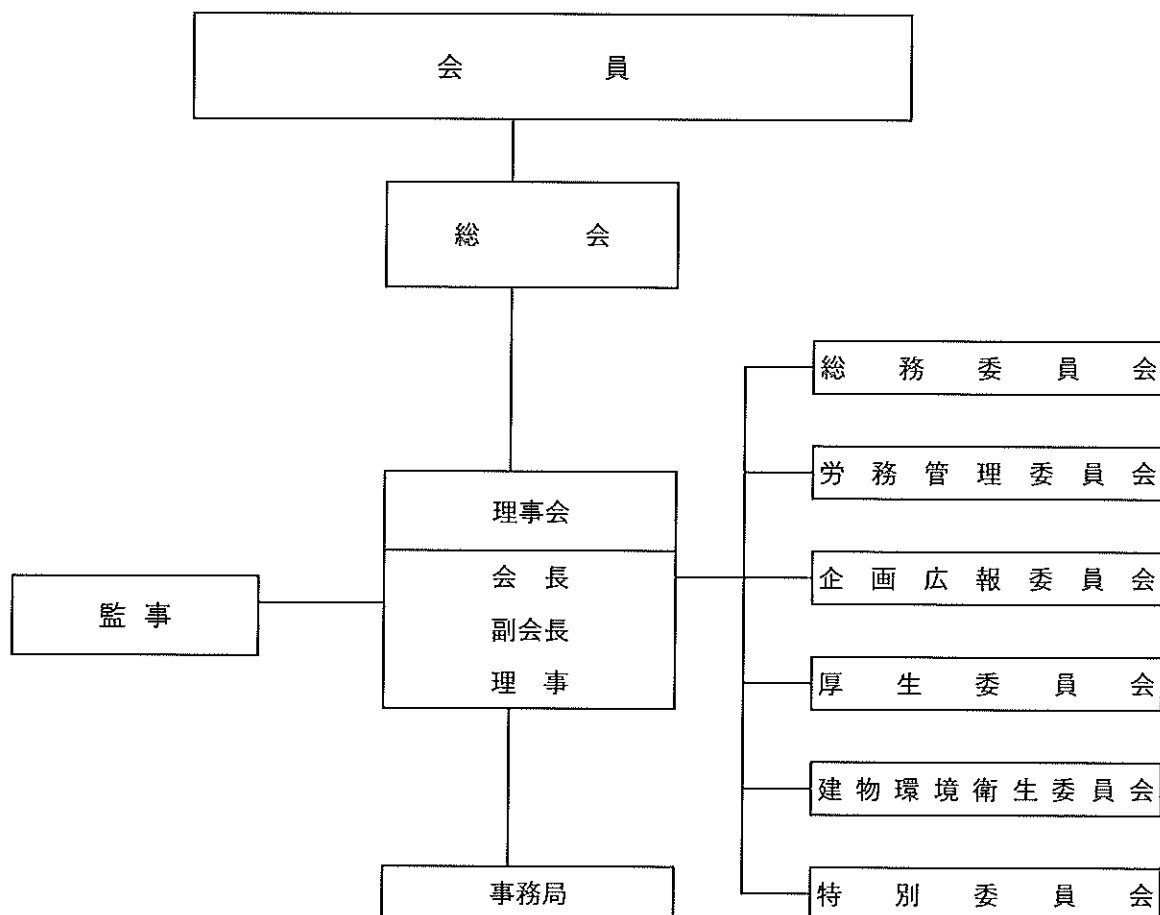 会員
総会
総務委員会
労務管理委員会
理事会
企画広報委員会
会長
監事
副会長
理事
厚生委員会
建物環境衛生委員会
事務局
特別委員会